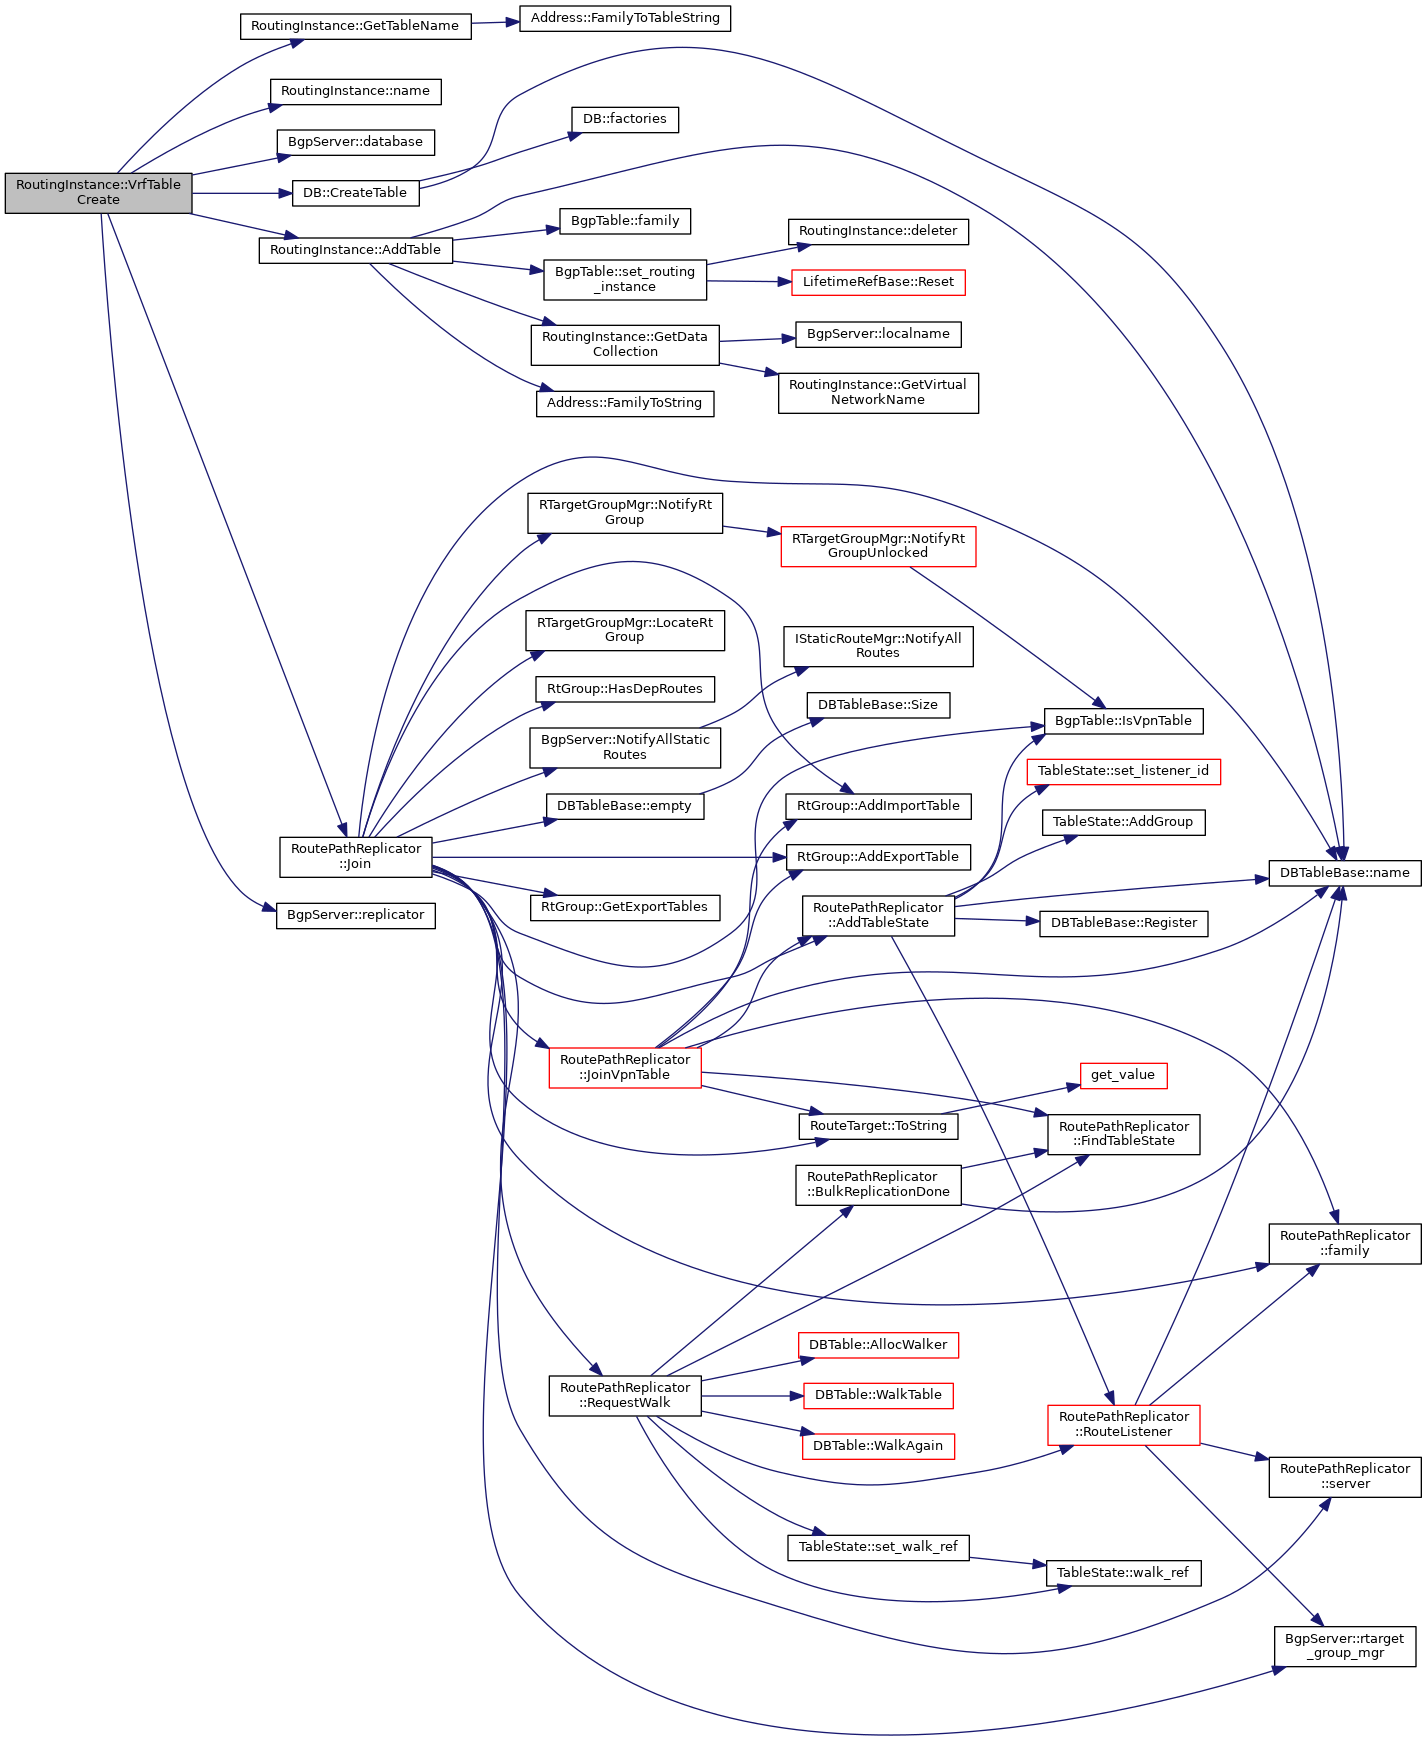 RoutingInstance::VrfTable
Create
RoutingInstance::GetTableName
Address::FamilyToTableString
RoutingInstance::name
BgpServer::database
DB::CreateTable
DB::factories
RoutingInstance::AddTable
BgpTable::family
BgpTable::set_routing
_instance
RoutingInstance::deleter
LifetimeRefBase::Reset
RoutingInstance::GetData
Collection
BgpServer::localname
RoutingInstance::GetVirtual
NetworkName
Address::FamilyToString
RTargetGroupMgr::NotifyRt
Group
RTargetGroupMgr::NotifyRt
GroupUnlocked
RTargetGroupMgr::LocateRt
Group
IStaticRouteMgr::NotifyAll
Routes
RtGroup::HasDepRoutes
DBTableBase::Size
BgpTable::IsVpnTable
BgpServer::NotifyAllStatic
Routes
TableState::set_listener_id
DBTableBase::empty
RtGroup::AddImportTable
TableState::AddGroup
RoutePathReplicator
::Join
RtGroup::AddExportTable
DBTableBase::name
BgpServer::replicator
RtGroup::GetExportTables
RoutePathReplicator
::AddTableState
DBTableBase::Register
RoutePathReplicator
::JoinVpnTable
get_value
RouteTarget::ToString
RoutePathReplicator
::FindTableState
RoutePathReplicator
::BulkReplicationDone
RoutePathReplicator
::family
DBTable::AllocWalker
RoutePathReplicator
::RequestWalk
DBTable::WalkTable
DBTable::WalkAgain
RoutePathReplicator
::RouteListener
RoutePathReplicator
::server
TableState::set_walk_ref
TableState::walk_ref
BgpServer::rtarget
_group_mgr